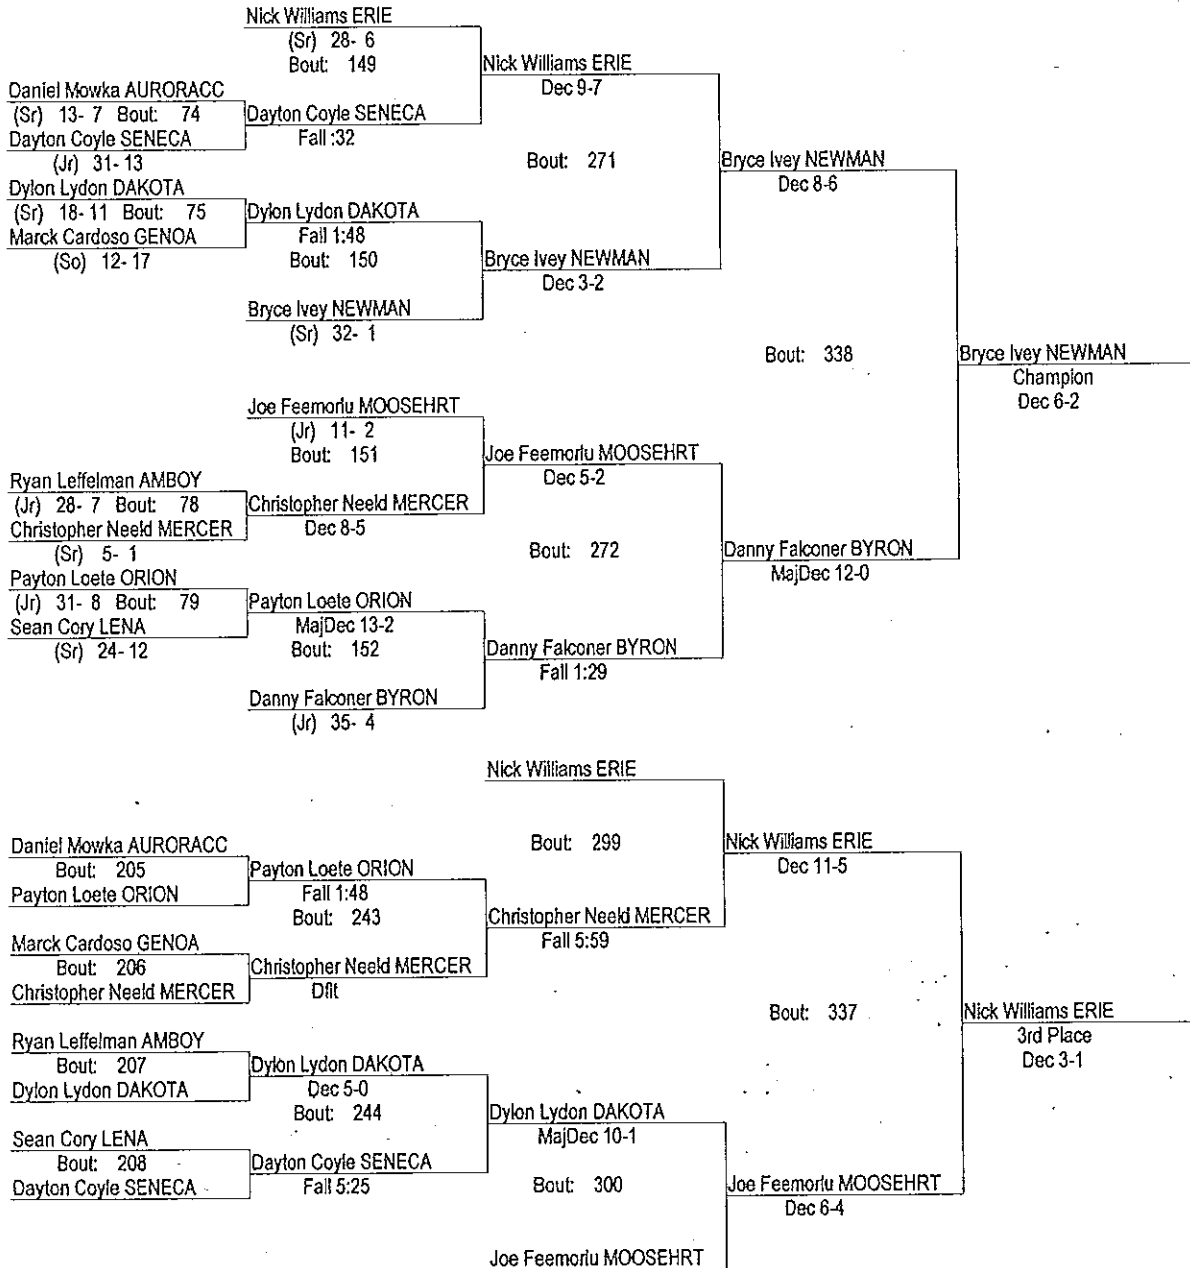 Nick Williams ERIE
(Sr) 28- 6
Bout: 149
Nick Williams ERIE
Dec 9-7
Daniel Mowka AURORACC
(Sr) 13- 7 Bout: 74
Dayton Coyle SENECA
Dayton Coyle SENECA
Fall :32
(Jr) 31- 13
Bout: 271
Bryce Ivey NEWMAN
Dec 8-6
Dylon Lydon DAKOTA
(Sr) 18- 11 Bout: 75
Dylon Lydon DAKOTA
Marck Cardoso GENOA
Fall 1:48
(So) 12- 17
Bout: 150
Bryce Ivey NEWMAN
Dec 3-2
Bryce Ivey NEWMAN
(Sr) 32- 1
Bout: 338
Bryce Ivey NEWMAN
Champion
Dec 6-2
Joe Feemorlu MOOSEHRT
(Jr) 11- 2
Bout: 151
Joe Feemorlu MOOSEHRT
Dec 5-2
Ryan Leffelman AMBOY
(Jr) 28- 7 Bout: 78
Christopher Neeld MERCER
Christopher Neeld MERCER
Dec 8-5
(Sr) 5- 1
Bout: 272
Danny Falconer BYRON
MajDec 12-0
Payton Loete ORION
(Jr) 31- 8 Bout: 79
Payton Loete ORION
Sean Cory LENA
MajDec 13-2
(Sr) 24- 12
Bout: 152
Danny Falconer BYRON
Fall 1:29
Danny Falconer BYRON
(Jr) 35- 4
Nick Williams ERIE
Bout: 299
Nick Williams ERIE
Dec 11-5
Daniel Mowka AURORACC
Bout: 205
Payton Loete ORION
Payton Loete ORION
Fall 1:48
Bout: 243
Christopher Neeld MERCER
Fall 5:59
Marck Cardoso GENOA
Bout: 206
Christopher Neeld MERCER
Christopher Neeld MERCER
Dflt
Bout: 337
Nick Williams ERIE
3rd Place
Dec 3-1
Ryan Leffelman AMBOY
Bout: 207
Dylon Lydon DAKOTA
Dylon Lydon DAKOTA
Dec 5-0
Bout: 244
Dylon Lydon DAKOTA
MajDec 10-1
Sean Cory LENA
Bout: 208
Dayton Coyle SENECA
Dayton Coyle SENECA
Fall 5:25
Bout: 300
Joe Feemorlu MOOSEHRT
Dec 6-4
Joe Feemorlu MOOSEHRT